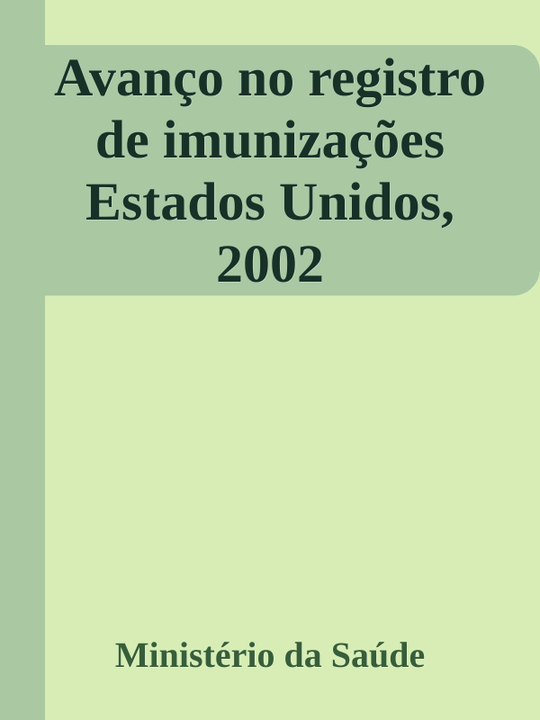 Avanço no registro
de imunizações
Estados Unidos,
2002
Ministério da Saúde